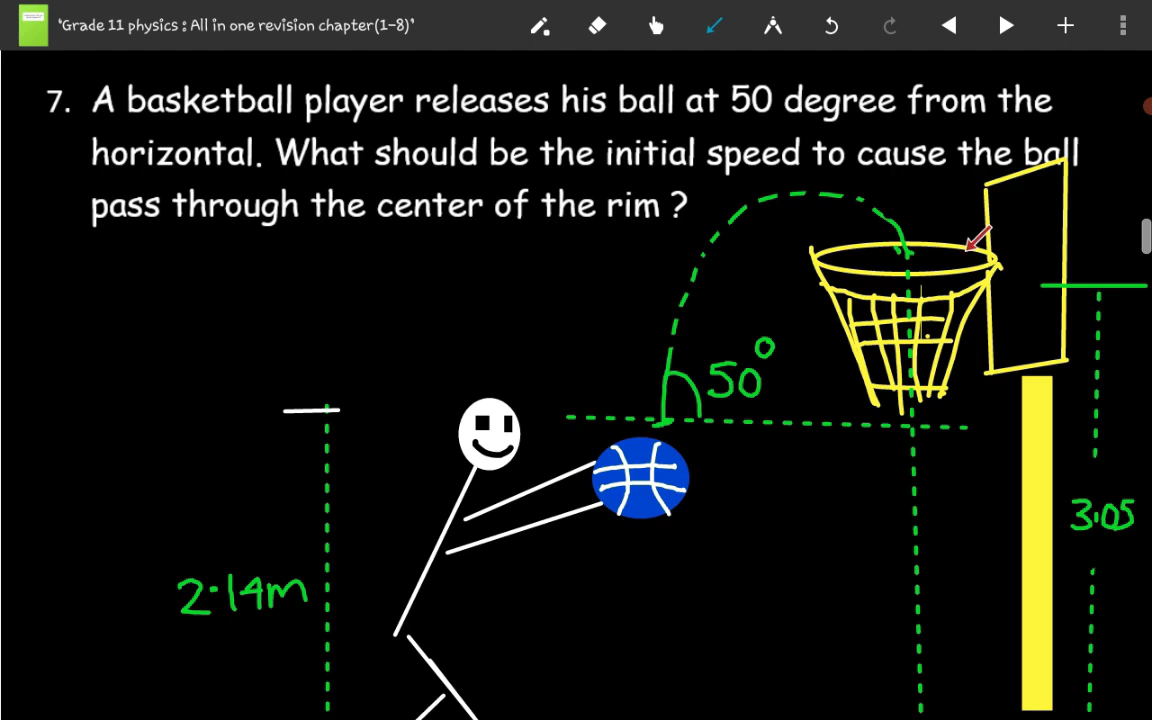 'Grade 11 physics : All in one revision chapter(1-8)'
7. A basketball player releases his ball at 50 degree from the
horizontal. What should be the initial speed to cause the ball
pass through the center of the rim ?
50°
3.05
2.14m